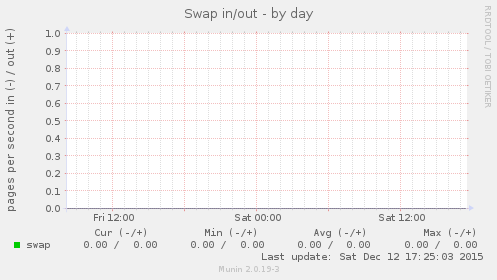 Swap in/out - by day
RRDTOOL / TOBI OETIKER
pages per second in (-) / out (+)
1.0
0.9
0.8
0.7
0.6
0.5
0.4
0.3
0.2
0.1
0.0
Fri 12:00 Sat 00:00 Sat 12:00
Cur (-/+) Min (-/+) Avg (-/+) Max (-/+)
swap 0.00 / 0.00 0.00 / 0.00 0.00 / 0.00 0.00 / 0.00
Last update: Sat Dec 12 17:25:03 2015
Munin 2.0.19-3